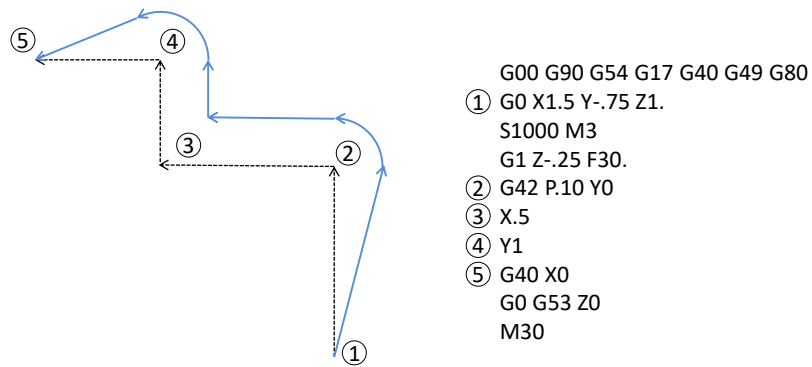 ⑤
④
③
②
①
G00 G90 G54 G17 G40 G49 G80
① G0 X1.5 Y-.75 Z1.
S1000 M3
G1 Z-.25 F30.
② G42 P.10 Y0
③ X.5
④ Y1
⑤ G40 X0
G0 G53 Z0
M30